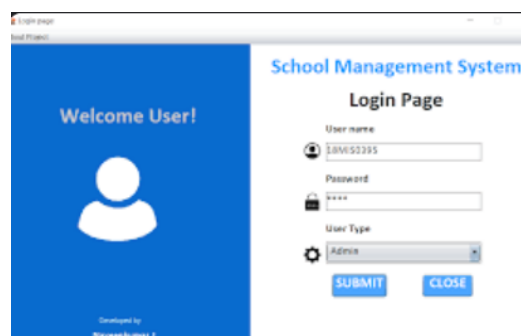 Login page
School Management System
Login Page
Welcome User!
User name
18MIS0395
Password
****
User Type
Admin
SUBMIT
CLOSE
Developed by